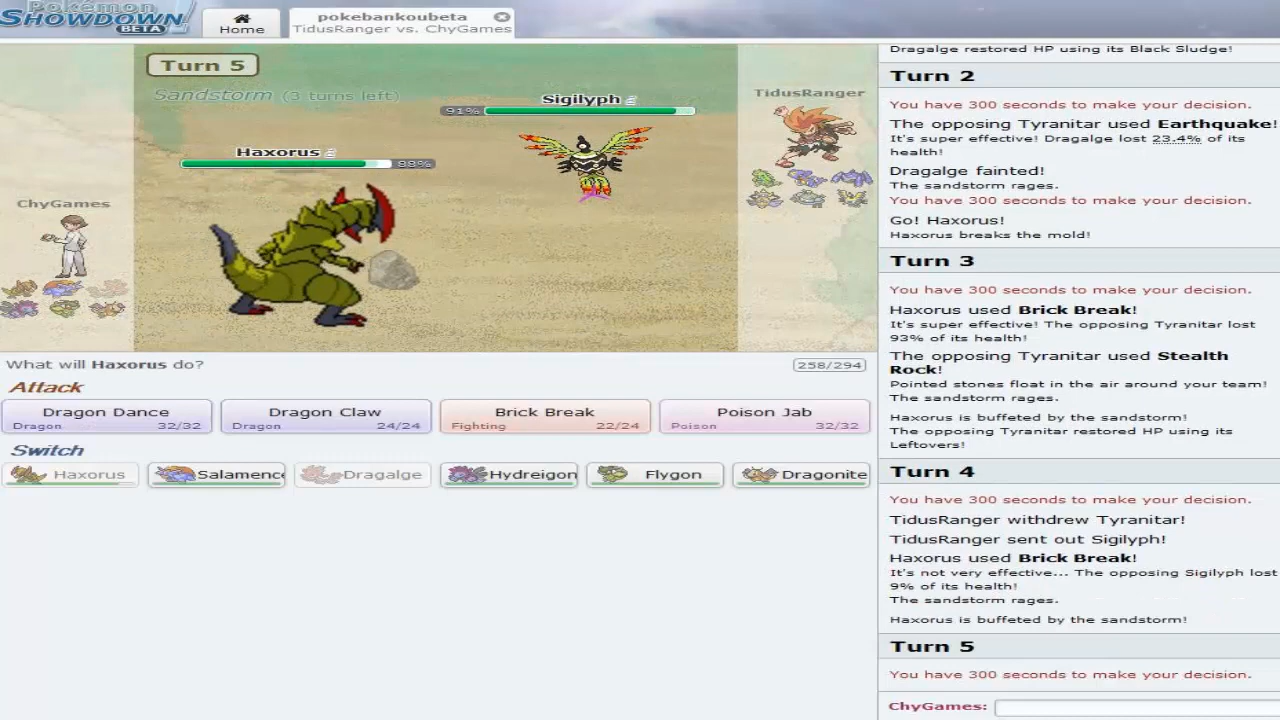 Pokémon
SHOWDOWN
BETA
Home
pokebankoubeta
TidusRanger vs. ChyGames
Turn 5
Sandstorm (3 turns left)
Sigilyph
91%
Haxorus
88%
ChyGames
TidusRanger
What will Haxorus do?
258/294
Attack
Dragon Dance
Dragon 32/32
Dragon Claw
Dragon 24/24
Brick Break
Fighting 22/24
Poison Jab
Poison 32/32
Switch
Haxorus
Salamenc
Dragalge
Hydreigon
Flygon
Dragonite
Dragalge restored HP using its Black Sludge!
Turn 2
You have 300 seconds to make your decision.
The opposing Tyranitar used Earthquake!
It's super effective! Dragalge lost 23.4% of its
health!
Dragalge fainted!
The sandstorm rages.
You have 300 seconds to make your decision.
Go! Haxorus!
Haxorus breaks the mold!
Turn 3
You have 300 seconds to make your decision.
Haxorus used Brick Break!
It's super effective! The opposing Tyranitar lost
93% of its health!
The opposing Tyranitar used Stealth
Rock!
Pointed stones float in the air around your team!
The sandstorm rages.
Haxorus is buffeted by the sandstorm!
The opposing Tyranitar restored HP using its
Leftovers!
Turn 4
You have 300 seconds to make your decision.
TidusRanger withdrew Tyranitar!
TidusRanger sent out Sigilyph!
Haxorus used Brick Break!
It's not very effective... The opposing Sigilyph lost
9% of its health!
The sandstorm rages.
Haxorus is buffeted by the sandstorm!
Turn 5
You have 300 seconds to make your decision.
ChyGames: